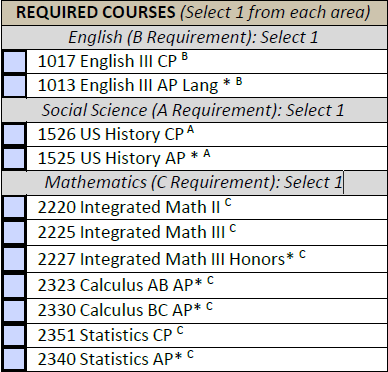 REQUIRED COURSES (Select 1 from each area)
English (B Requirement): Select 1
1017 English III CP B
1013 English III AP Lang * B
Social Science (A Requirement): Select 1
1526 US History CP A
1525 US History AP * A
Mathematics (C Requirement): Select 1
2220 Integrated Math II C
2225 Integrated Math III C
2227 Integrated Math III Honors* C
2323 Calculus AB AP* C
2330 Calculus BC AP* C
2351 Statistics CP C
2340 Statistics AP* C